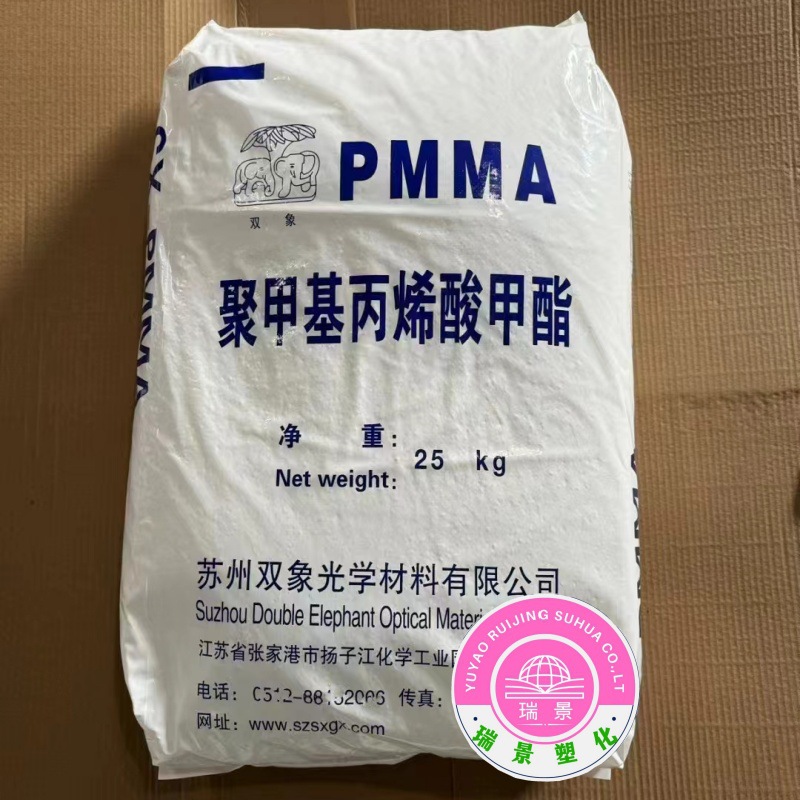 PMMA
双 象
聚甲基丙烯酸甲酯
净 重: 25 kg
Net weight:
苏州双象光学材料有限公司
Suzhou Double Elephant Optical
江苏省张家港市扬子江化学工业
电话: 传真:
网址: www.szsxgx.com
SX PMMA
PMMA
YUYAO RUIJING SUHUA CO.,LT
瑞 景
·瑞景塑化·